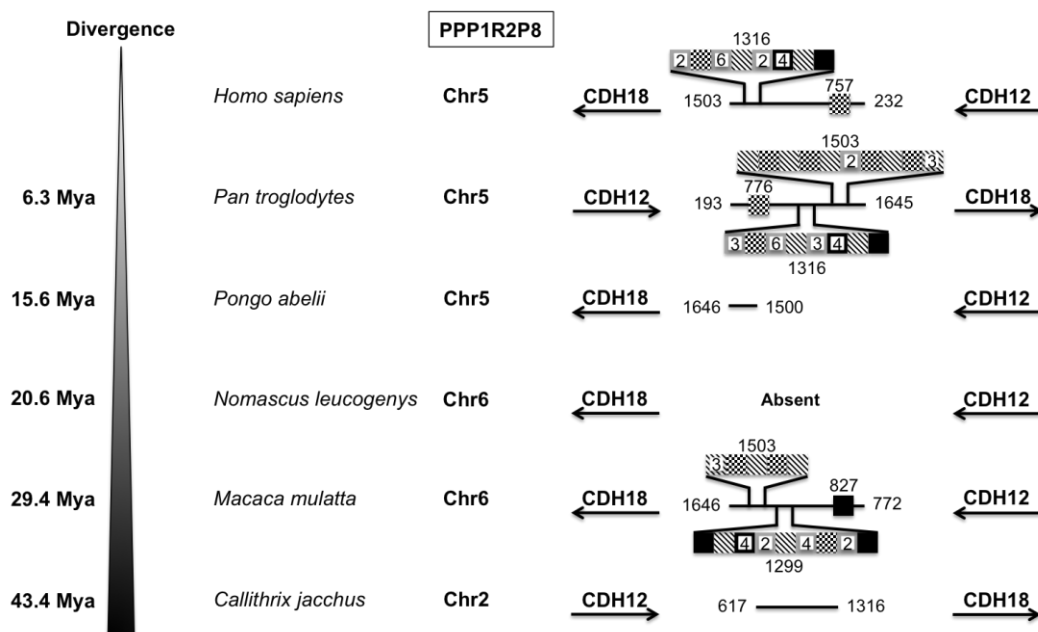 Divergence PPP1R2P8
1316
2 6 2 4
757
Homo sapiens Chr5 CDH18 1503 232 CDH12
1503
2 3
6.3 Mya Pan troglodytes Chr5 CDH12 193 776 1645 CDH18
3 6 3 4
1316
15.6 Mya Pongo abelii Chr5 CDH18 1646 1500 CDH12
20.6 Mya Nomascus leucogenys Chr6 CDH18 Absent CDH12
1503
3
827
29.4 Mya Macaca mulatta Chr6 CDH18 1646 772 CDH12
4 2 4 2
1299
43.4 Mya Callithrix jacchus Chr2 CDH12 617 1316 CDH18